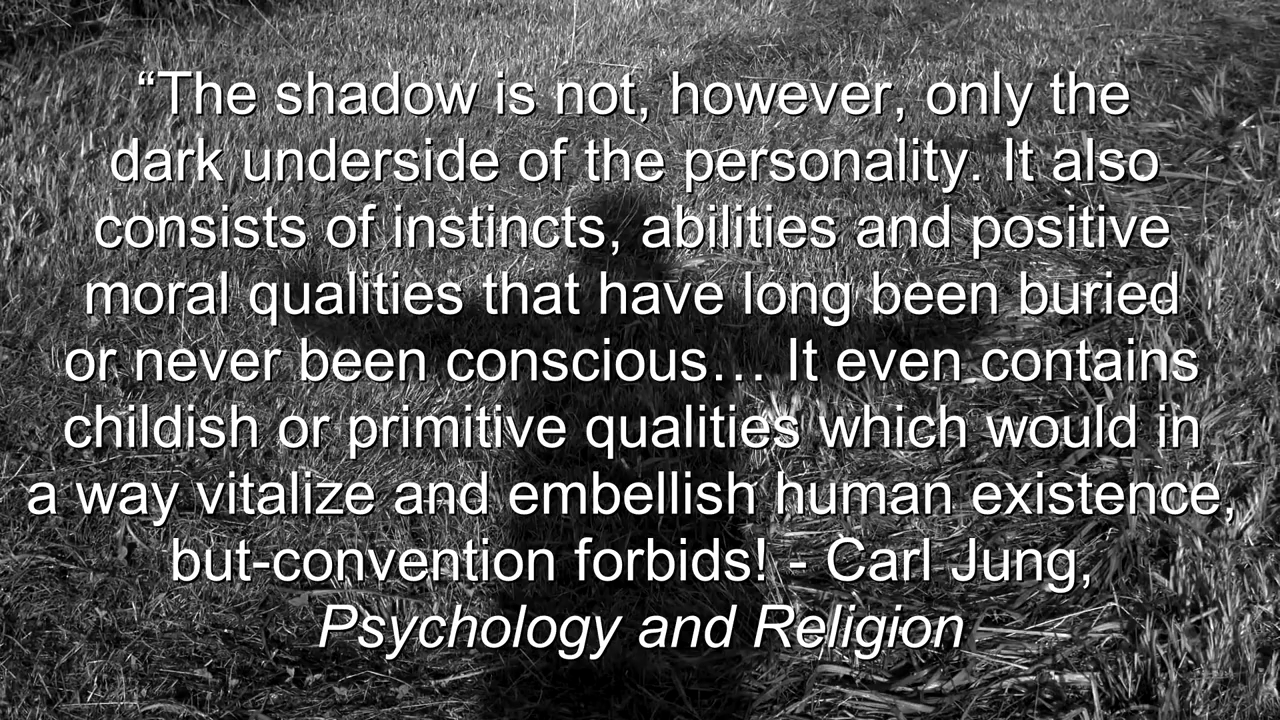 “The shadow is not, however, only the
dark underside of the personality. It also
consists of instincts, abilities and positive
moral qualities that have long been buried
or never been conscious… It even contains
childish or primitive qualities which would in
a way vitalize and embellish human existence,
but-convention forbids! - Carl Jung,
Psychology and Religion